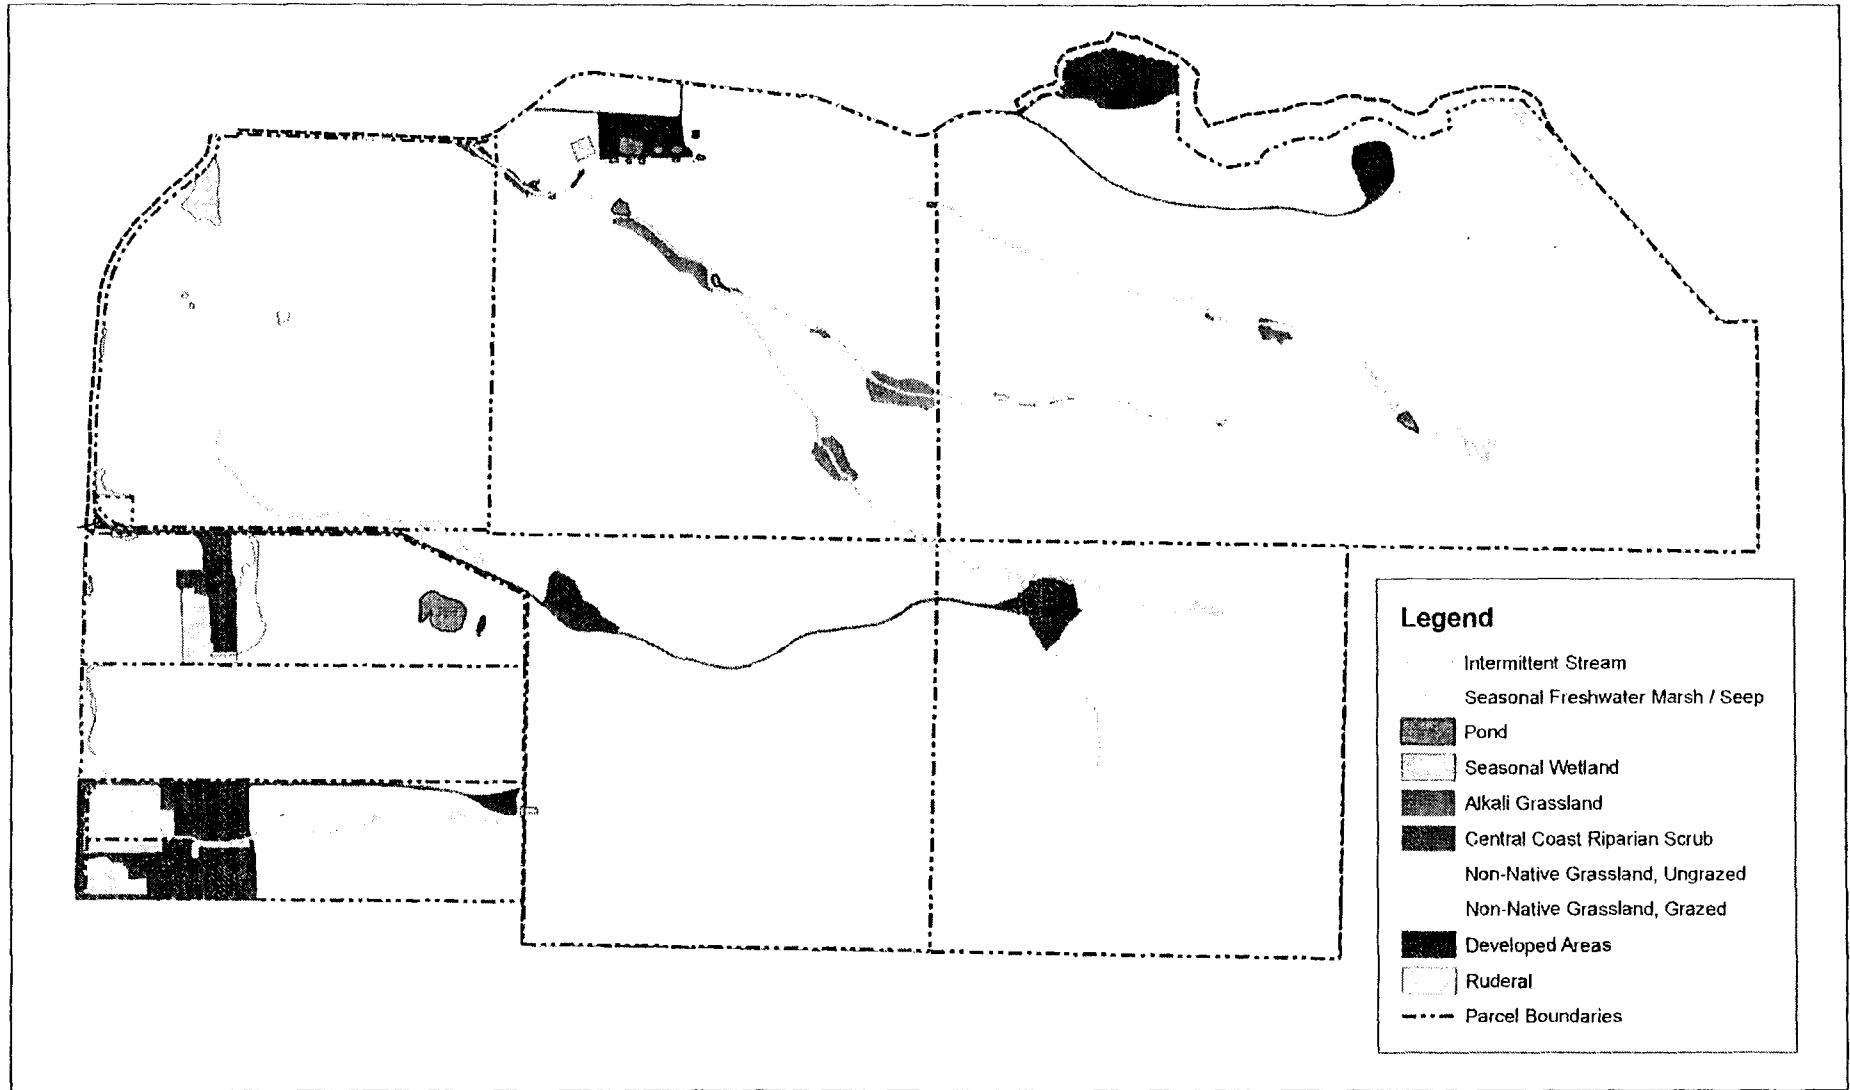 Legend
Intermittent Stream
Seasonal Freshwater Marsh / Seep
Pond
Seasonal Wetland
Alkali Grassland
Central Coast Riparian Scrub
Non-Native Grassland, Ungrazed
Non-Native Grassland, Grazed
Developed Areas
Ruderal
Parcel Boundaries